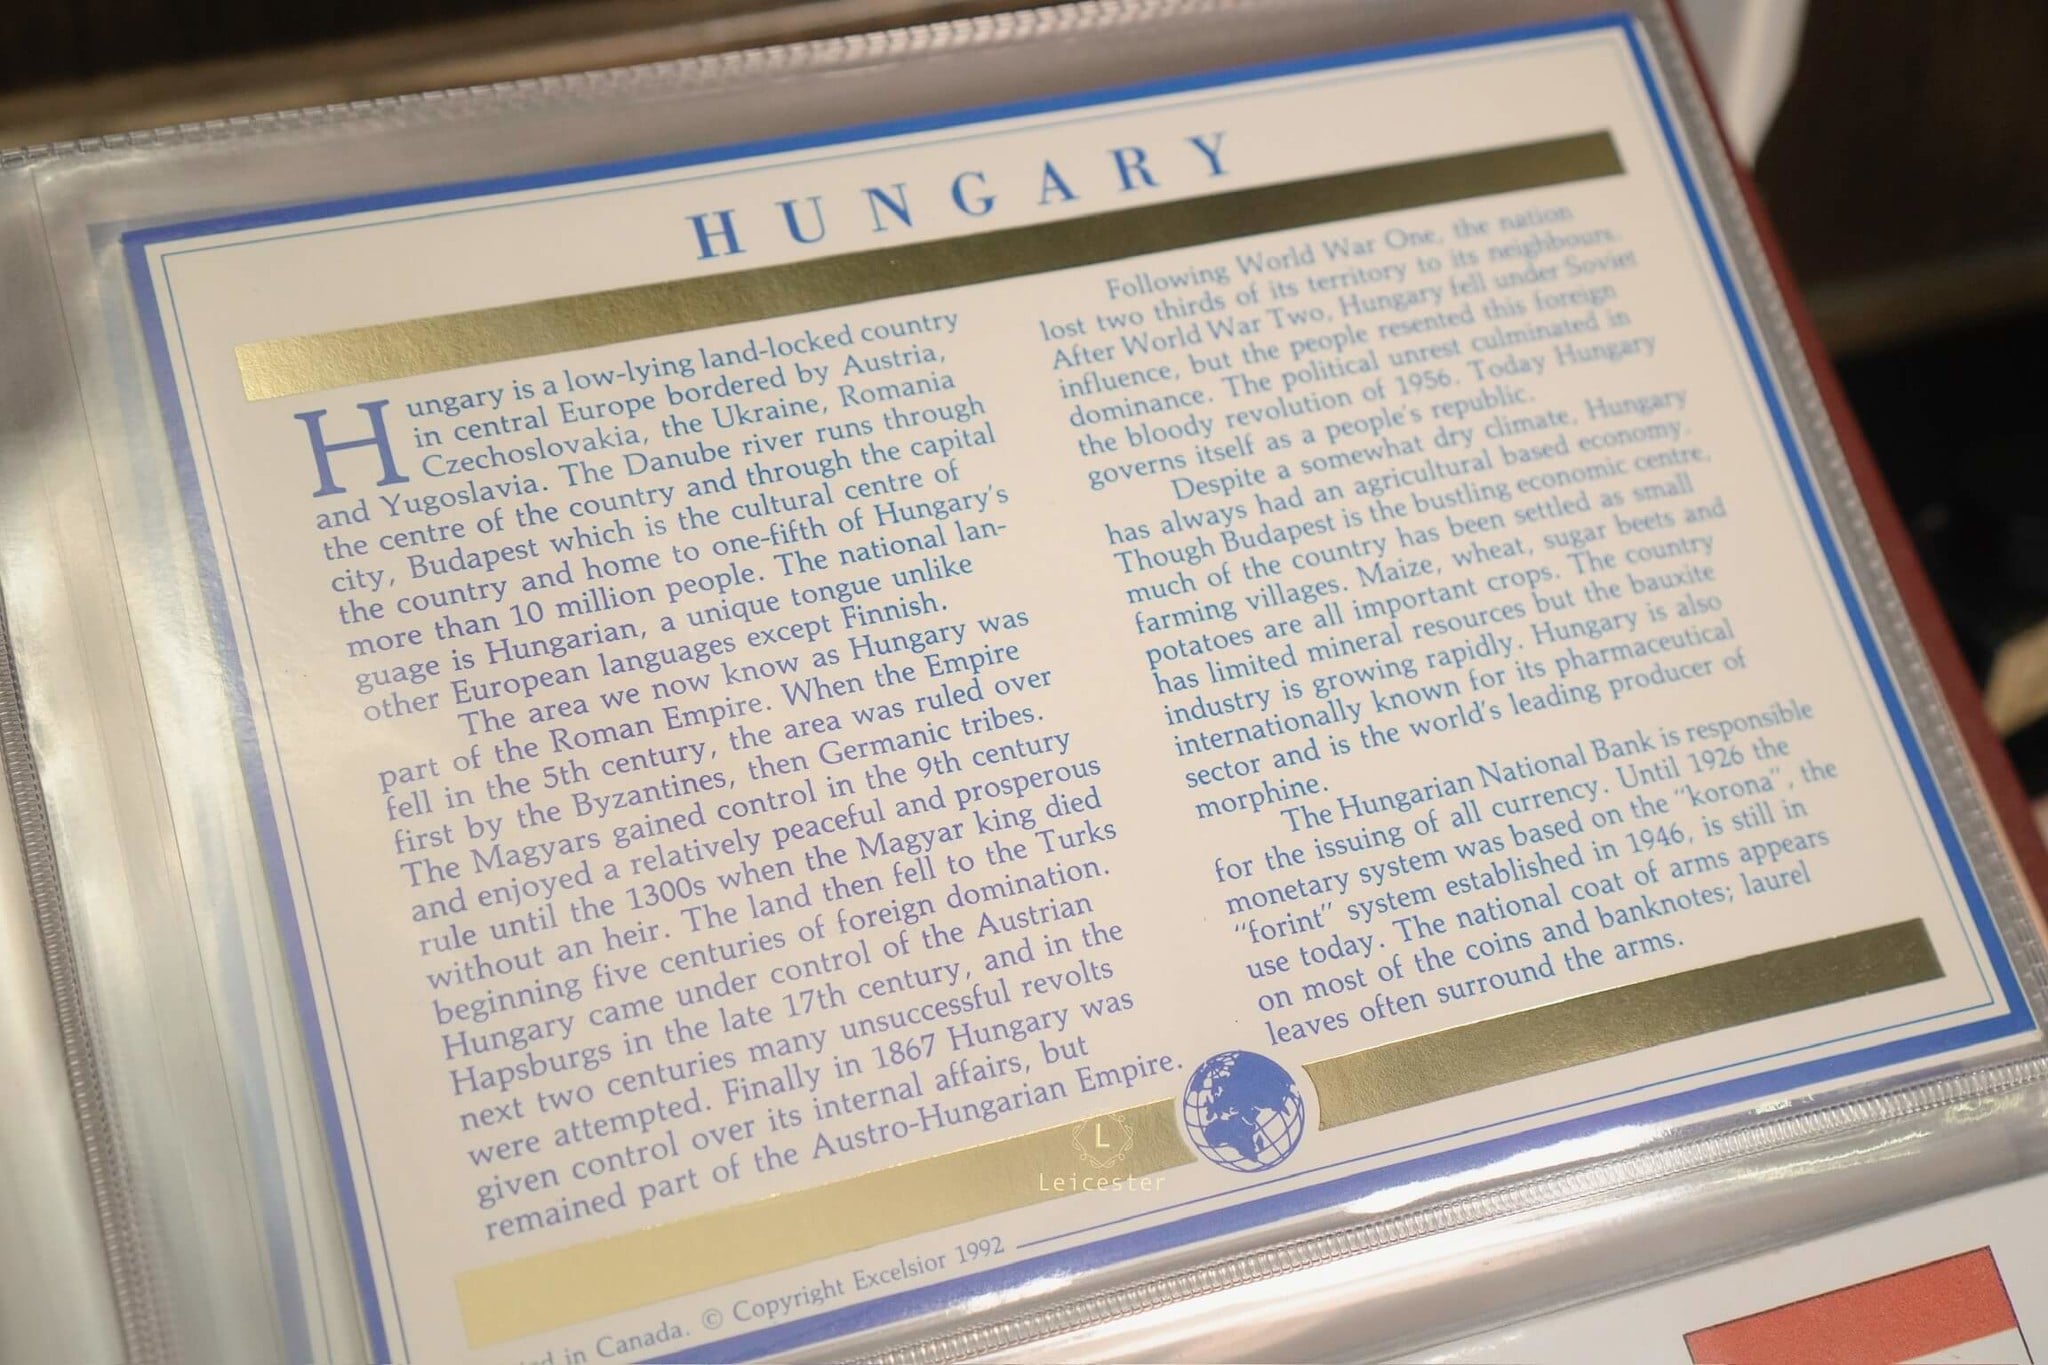 HUNGARY
Hungary is a low-lying land-locked country
in central Europe bordered by Austria,
Czechoslovakia, the Ukraine, Romania
and Yugoslavia. The Danube river runs through
the centre of the country and through the capital
city, Budapest which is the cultural centre of
the country and home to one-fifth of Hungary's
more than 10 million people. The national lan-
guage is Hungarian, a unique tongue unlike
other European languages except Finnish.
The area we now know as Hungary was
part of the Roman Empire. When the Empire
fell in the 5th century, the area was ruled over
first by the Byzantines, then Germanic tribes.
The Magyars gained control in the 9th century
and enjoyed a relatively peaceful and prosperous
rule until the 1300s when the Magyar king died
without an heir. The land then fell to the Turks
beginning five centuries of foreign domination.
Hungary came under control of the Austrian
Hapsburgs in the late 17th century, and in the
next two centuries many unsuccessful revolts
were attempted. Finally in 1867 Hungary was
given control over its internal affairs, but
remained part of the Austro-Hungarian Empire.
Following World War One, the nation
lost two thirds of its territory to its neighbours.
After World War Two, Hungary fell under Soviet
influence, but the people resented this foreign
dominance. The political unrest culminated in
the bloody revolution of 1956. Today Hungary
governs itself as a people's republic.
Despite a somewhat dry climate, Hungary
has always had an agricultural based economy.
Though Budapest is the bustling economic centre,
much of the country has been settled as small
farming villages. Maize, wheat, sugar beets and
potatoes are all important crops. The country
has limited mineral resources but the bauxite
industry is growing rapidly. Hungary is also
internationally known for its pharmaceutical
sector and is the world's leading producer of
morphine.
The Hungarian National Bank is responsible
for the issuing of all currency. Until 1926 the
monetary system was based on the "korona", the
"forint" system established in 1946, is still in
use today. The national coat of arms appears
on most of the coins and banknotes; laurel
leaves often surround the arms.
L
Leicester
in Canada. © Copyright Excelsior 1992